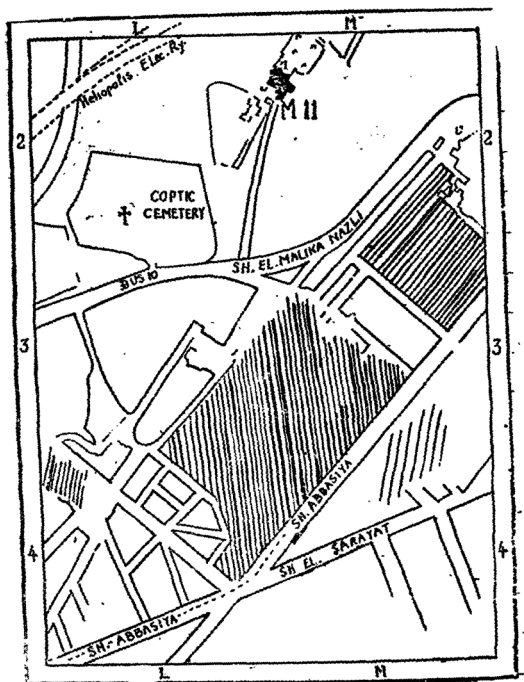 L M
Heliopolis. Elec. Ry.
M 11
2 2
COPTIC
CEMETERY
SH. EL. MALIKA NAZLI
BUS 10
3 3
SH. ABBASIYA
SH EL. SARAYAT
4 4
SH. ABBASIYA
L M